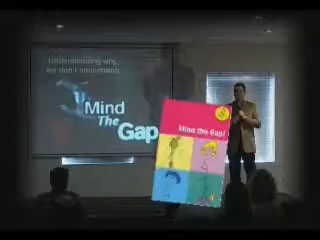 Understanding why
we don't understand
Mind
The
Gap
Mind the Gap!